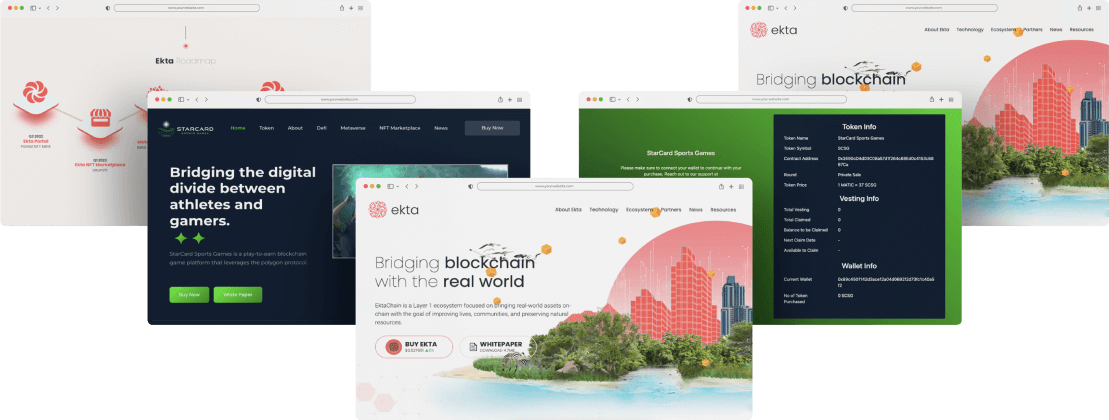 www.yourwebsite.com
Ekta Roadmap
Q2 2022
Ekta Portal
Q3 2022
Ekta NFT Marketplace
LAUNCH
www.yourwebsite.com
STARCARD
SPORTS GAMES
Home
Token
About
Defi
Metaverse
NFT Marketplace
News
Buy Now
Bridging the digital
divide between
athletes and
gamers.
StarCard Sports Games is a play-to-earn blockchain
game platform that leverages the polygon protocol.
Buy Now
White Paper
www.yourwebsite.com
ekta
About Ekta
Technology
Ecosystem
Partners
News
Resources
Bridging blockchain
with the real world
EktaChain is a Layer 1 ecosystem focused on bringing real-world assets on-
chain with the goal of improving lives, communities, and preserving natural
resources.
BUY EKTA
WHITEPAPER
www.yourwebsite.com
StarCard Sports Games
Please make sure to connect your wallet to continue with your
purchase. Reach out to our support at
Token Info
Token Name
StarCard Sports Games
Token Symbol
SCSG
Contract Address
Round
Private Sale
Token Price
1 MATIC = 37 SCSG
Vesting Info
Total Vesting
0
Total Claimed
0
Balance to be Claimed
0
Next Claim Date
-
Available to Claim
-
Wallet Info
Current Wallet
No of Token
Purchased
0 SCSG
www.yourwebsite.com
ekta
About Ekta
Technology
Ecosystem
Partners
News
Resources
Bridging blockchain